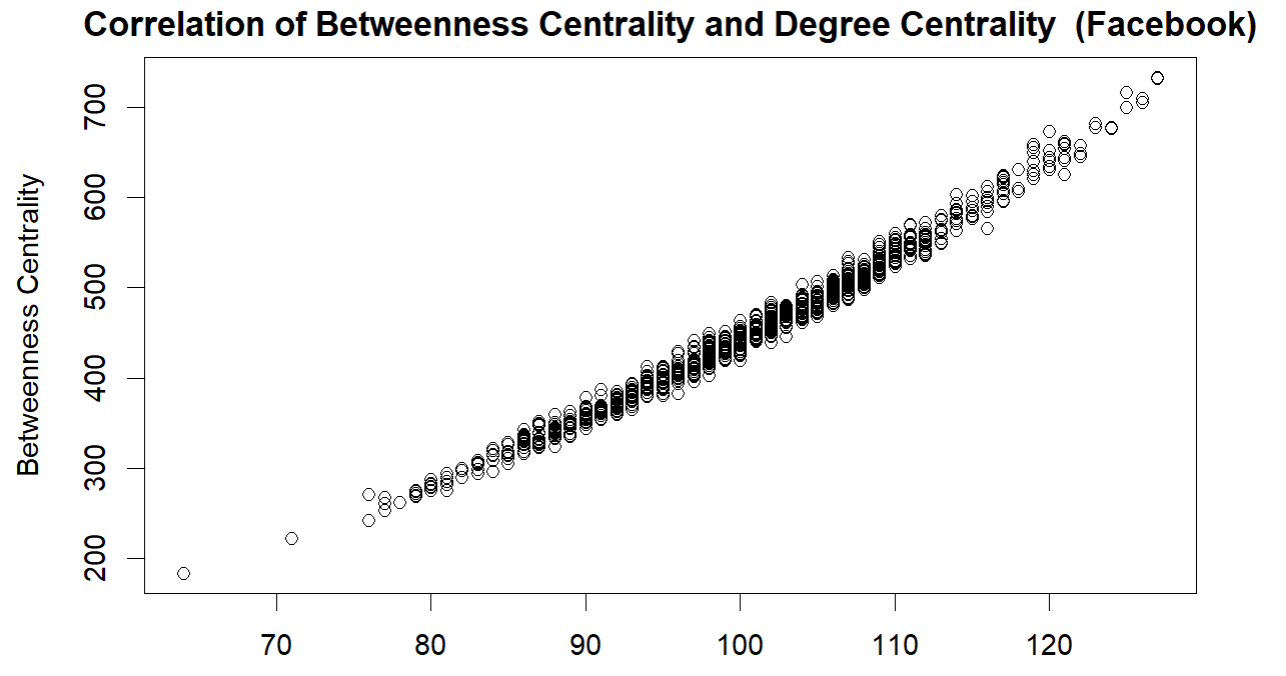 Correlation of Betweenness Centrality and Degree Centrality  (Facebook)
Betweenness Centrality
700
600
500
400
300
200
70 80 90 100 110 120